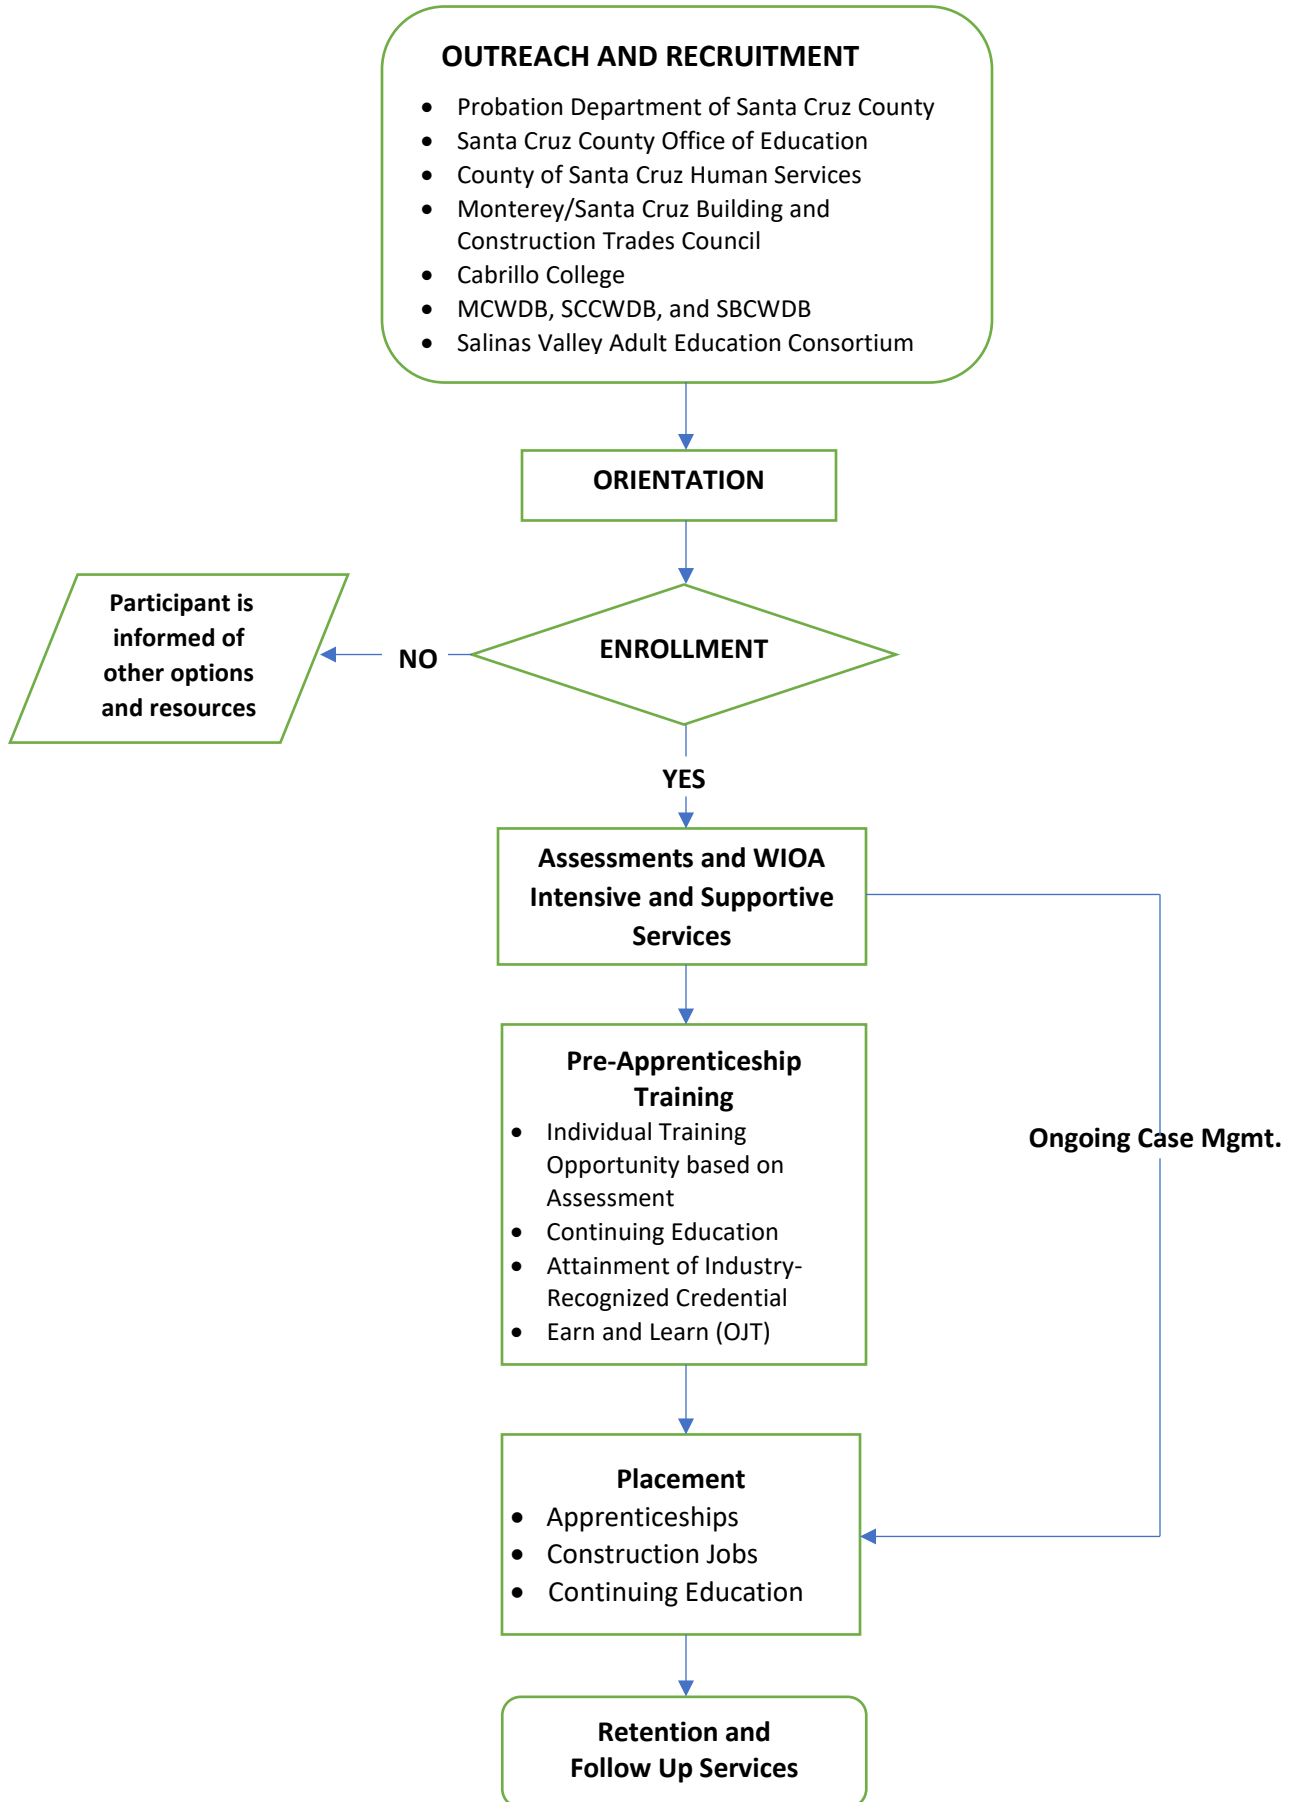 OUTREACH AND RECRUITMENT
• Probation Department of Santa Cruz County
• Santa Cruz County Office of Education
• County of Santa Cruz Human Services
• Monterey/Santa Cruz Building and
Construction Trades Council
• Cabrillo College
• MCWDB, SCCWDB, and SBCWDB
• Salinas Valley Adult Education Consortium
ORIENTATION
ENROLLMENT
NO
Participant is
informed of
other options
and resources
YES
Assessments and WIOA
Intensive and Supportive
Services
Pre-Apprenticeship
Training
• Individual Training
Opportunity based on
Assessment
• Continuing Education
• Attainment of Industry-
Recognized Credential
• Earn and Learn (OJT)
Ongoing Case Mgmt.
Placement
• Apprenticeships
• Construction Jobs
• Continuing Education
Retention and
Follow Up Services